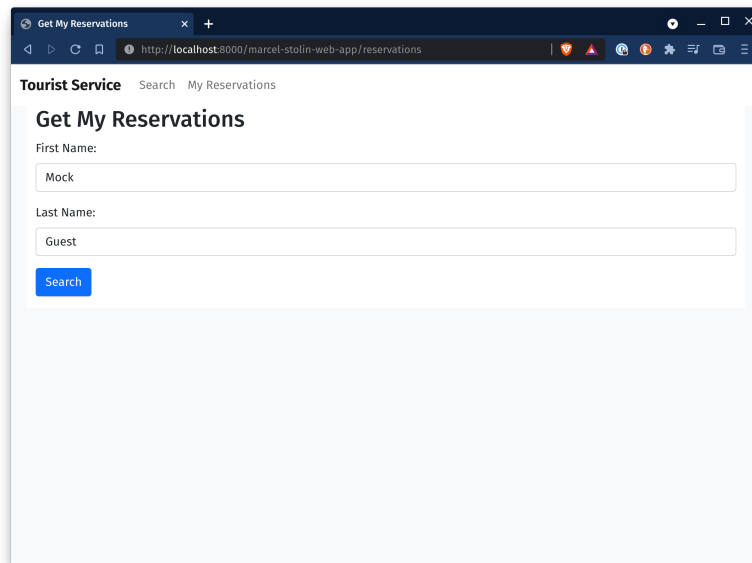 Get My Reservations
http://localhost:8000/marcel-stolin-web-app/reservations
Tourist Service Search My Reservations
Get My Reservations
First Name:
Mock
Last Name:
Guest
Search